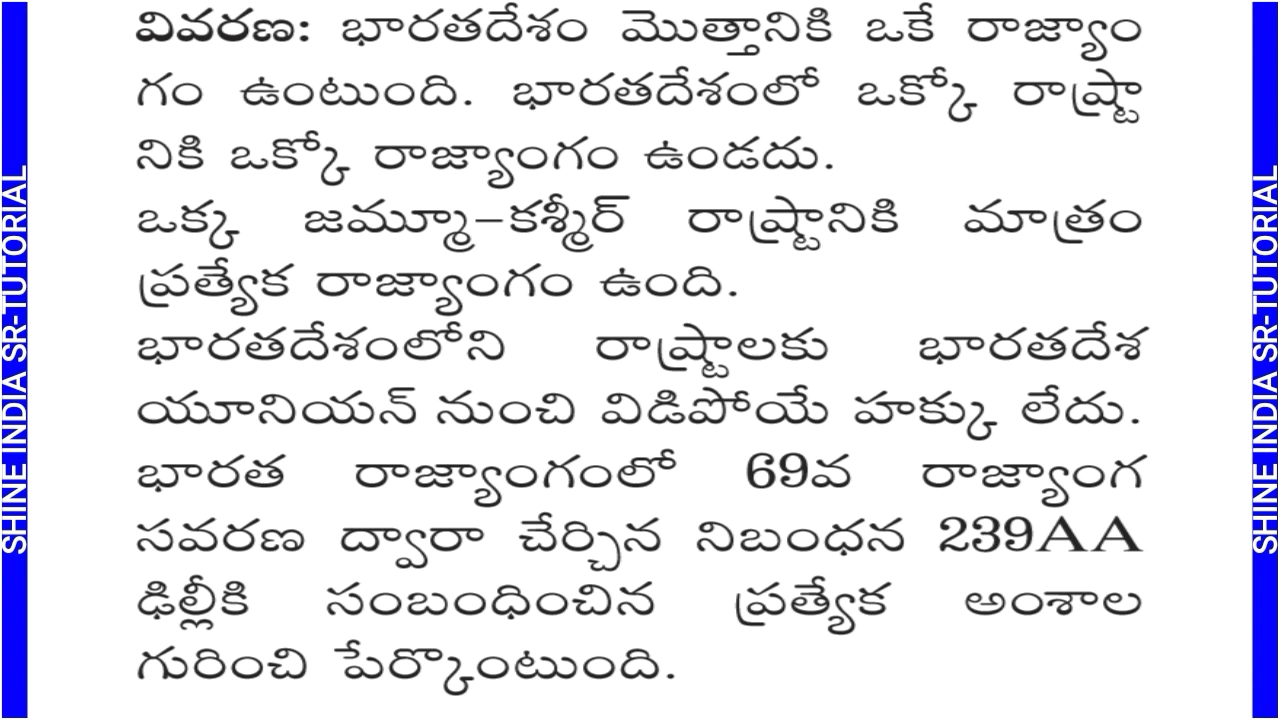 వివరణ: భారతదేశం మొత్తానికి ఒకే రాజ్యాం
గం ఉంటుంది. భారతదేశంలో ఒక్కో రాష్ట్రా
నికి ఒక్కో రాజ్యాంగం ఉండదు.
ఒక్క జమ్మూ-కశ్మీర్ రాష్ట్రానికి మాత్రం
ప్రత్యేక రాజ్యాంగం ఉంది.
భారతదేశంలోని రాష్ట్రాలకు భారతదేశ
యూనియన్ నుంచి విడిపోయే హక్కు లేదు.
భారత రాజ్యాంగంలో 69వ రాజ్యాంగ
సవరణ ద్వారా చేర్చిన నిబంధన 239AA
ఢిల్లీకి సంబంధించిన ప్రత్యేక అంశాల
గురించి పేర్కొంటుంది.
SHINE INDIA SR-TUTORIAL
SHINE INDIA SR-TUTORIAL